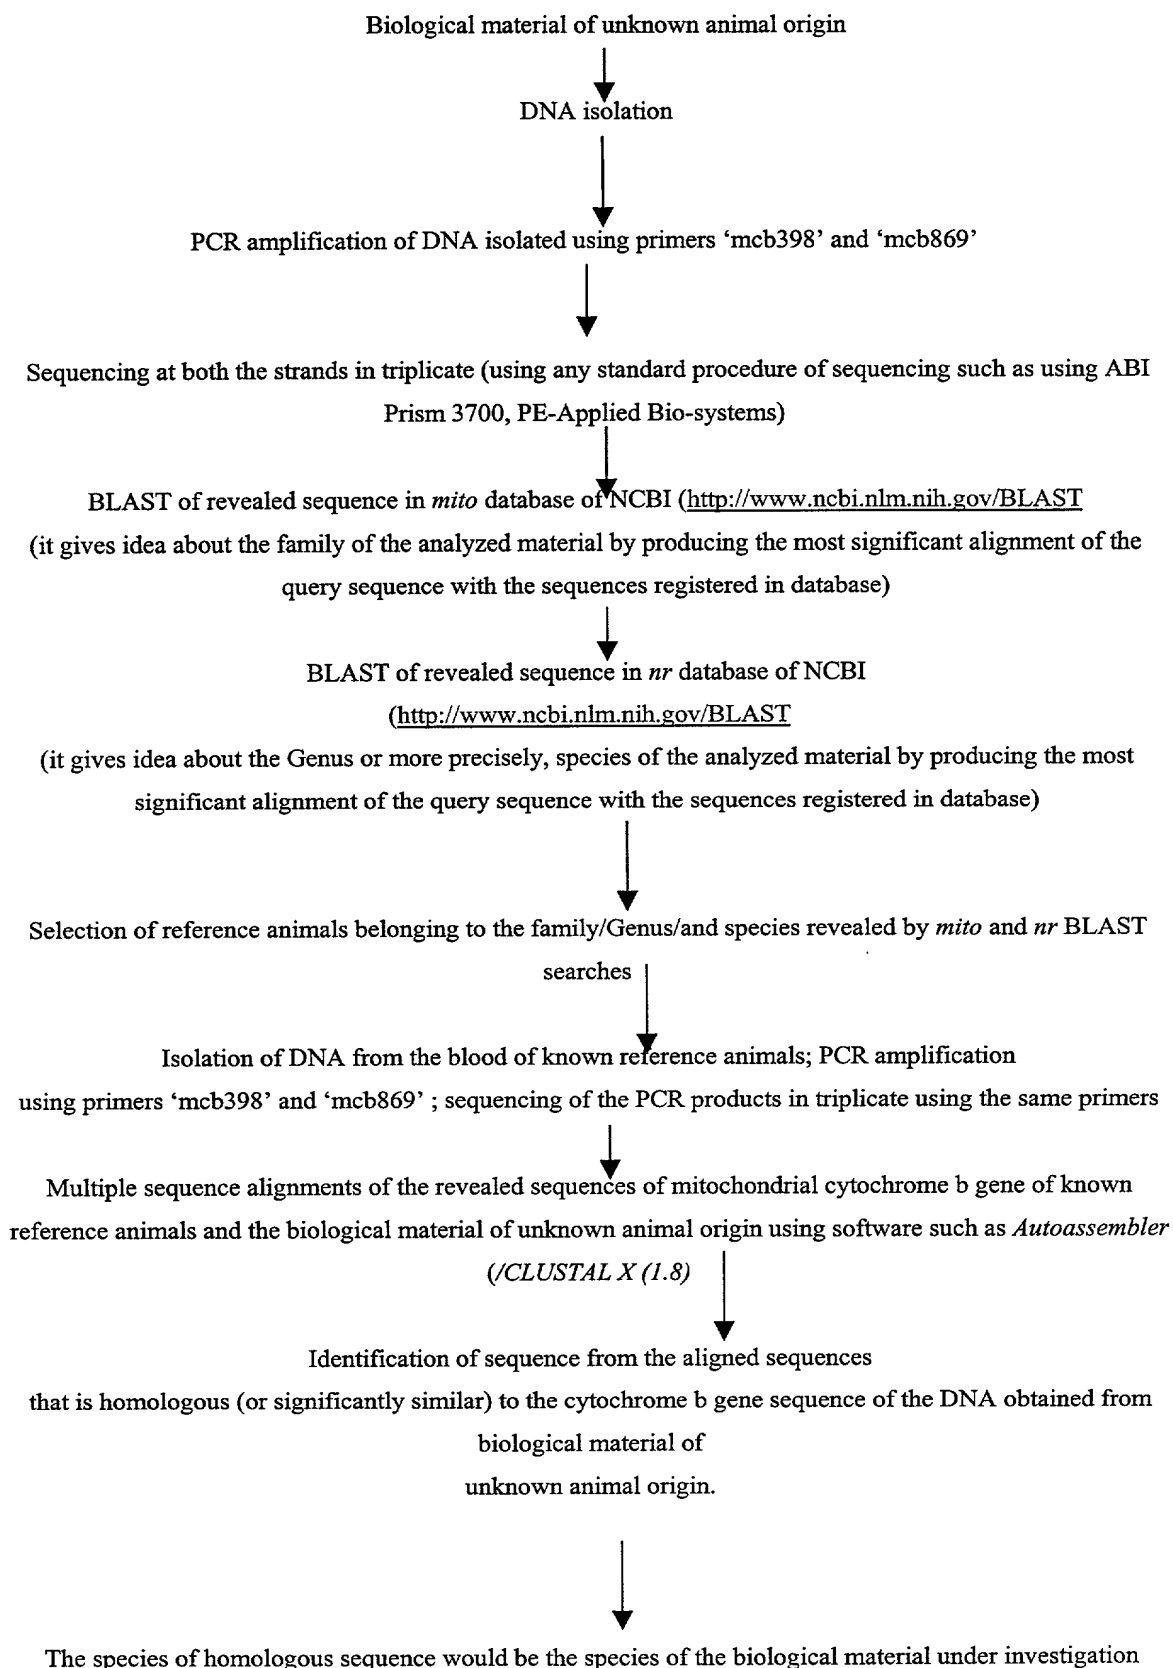 Biological material of unknown animal origin
DNA isolation
PCR amplification of DNA isolated using primers ‘mcb398’ and ‘mcb869’
Sequencing at both the strands in triplicate (using any standard procedure of sequencing such as using ABI
Prism 3700, PE-Applied Bio-systems)
BLAST of revealed sequence in mito database of NCBI (http://www.ncbi.nlm.nih.gov/BLAST
(it gives idea about the family of the analyzed material by producing the most significant alignment of the
query sequence with the sequences registered in database)
BLAST of revealed sequence in nr database of NCBI
(http://www.ncbi.nlm.nih.gov/BLAST
(it gives idea about the Genus or more precisely, species of the analyzed material by producing the most
significant alignment of the query sequence with the sequences registered in database)
Selection of reference animals belonging to the family/Genus/and species revealed by mito and nr BLAST
searches
Isolation of DNA from the blood of known reference animals; PCR amplification
using primers ‘mcb398’ and ‘mcb869’ ; sequencing of the PCR products in triplicate using the same primers
Multiple sequence alignments of the revealed sequences of mitochondrial cytochrome b gene of known
reference animals and the biological material of unknown animal origin using software such as Autoassembler
(/CLUSTAL X (1.8)
Identification of sequence from the aligned sequences
that is homologous (or significantly similar) to the cytochrome b gene sequence of the DNA obtained from
biological material of
unknown animal origin.
The species of homologous sequence would be the species of the biological material under investigation